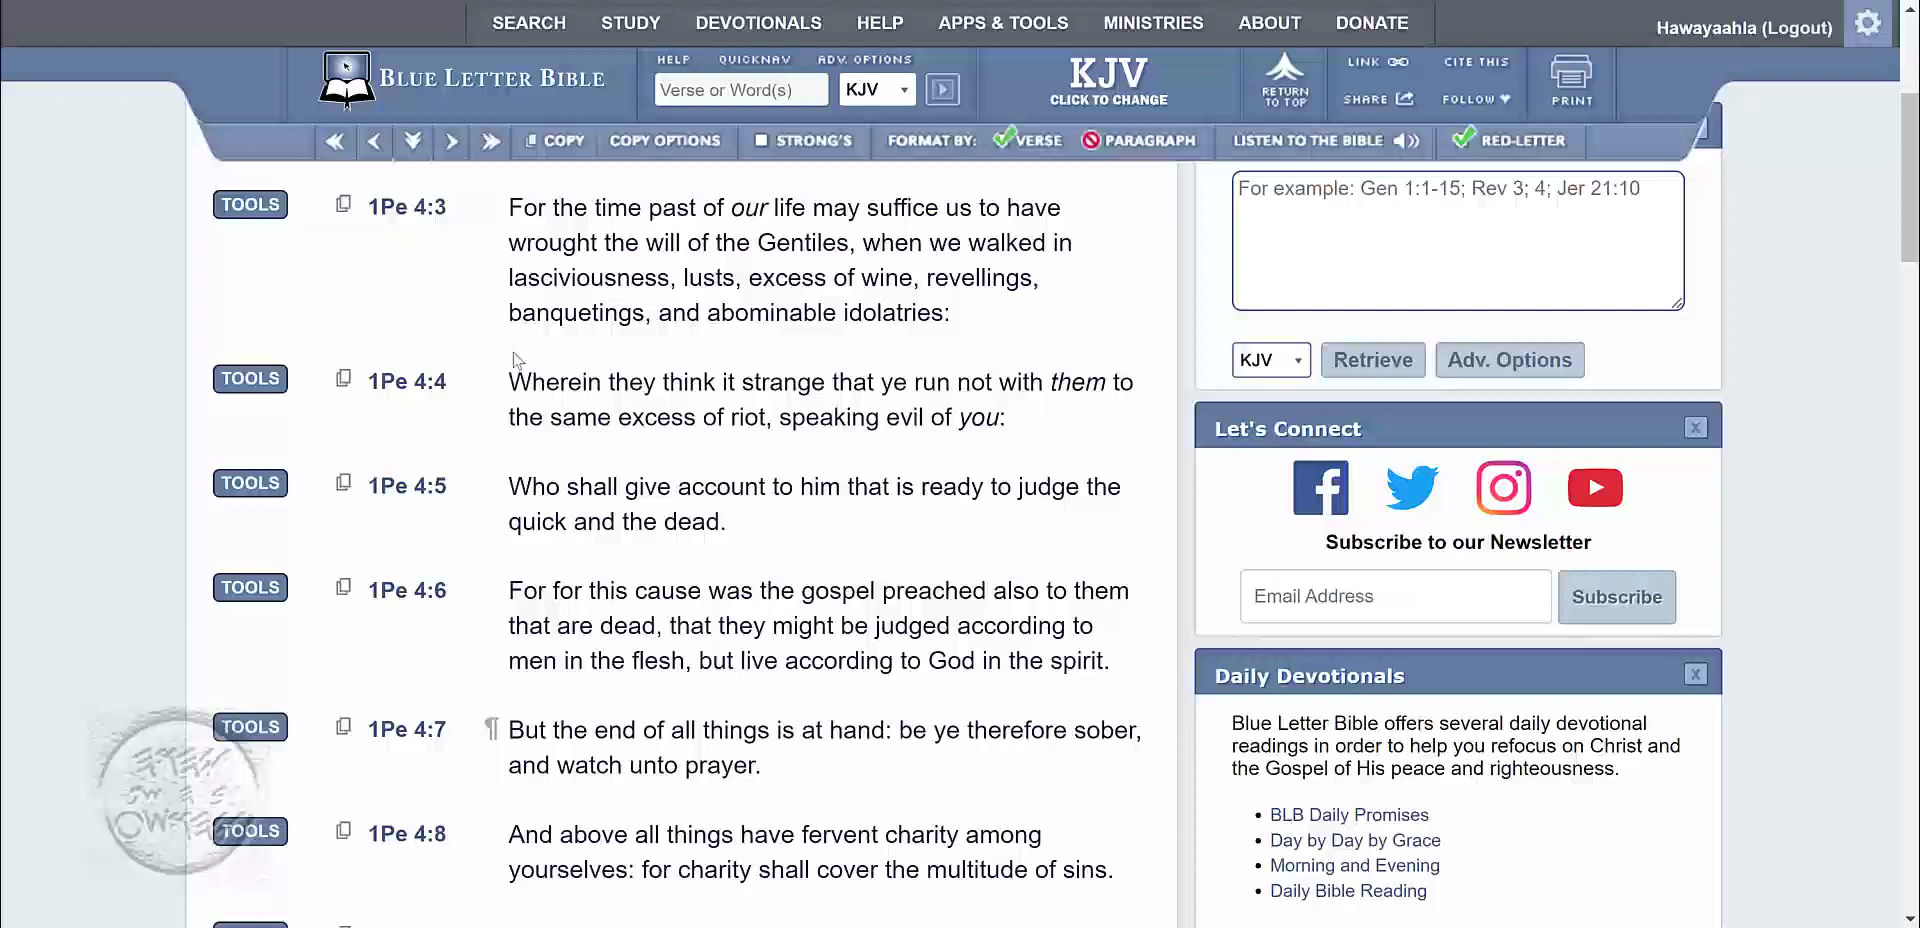 SEARCH STUDY DEVOTIONALS HELP APPS & TOOLS MINISTRIES ABOUT DONATE
Hawayaahla (Logout)
BLUE LETTER BIBLE
HELP QUICKNAV ADV. OPTIONS
Verse or Word(s) KJV
KJV
CLICK TO CHANGE
RETURN
TO TOP
LINK CITE THIS
SHARE FOLLOW
PRINT
COPY COPY OPTIONS STRONG'S FORMAT BY: VERSE PARAGRAPH LISTEN TO THE BIBLE RED-LETTER
TOOLS 1Pe 4:3 For the time past of our life may suffice us to have
wrought the will of the Gentiles, when we walked in
lasciviousness, lusts, excess of wine, revellings,
banquetings, and abominable idolatries:
TOOLS 1Pe 4:4 Wherein they think it strange that ye run not with them to
the same excess of riot, speaking evil of you:
TOOLS 1Pe 4:5 Who shall give account to him that is ready to judge the
quick and the dead.
TOOLS 1Pe 4:6 For for this cause was the gospel preached also to them
that are dead, that they might be judged according to
men in the flesh, but live according to God in the spirit.
TOOLS 1Pe 4:7 ¶ But the end of all things is at hand: be ye therefore sober,
and watch unto prayer.
TOOLS 1Pe 4:8 And above all things have fervent charity among
yourselves: for charity shall cover the multitude of sins.
For example: Gen 1:1-15; Rev 3; 4; Jer 21:10
KJV Retrieve Adv. Options
Let's Connect
Subscribe to our Newsletter
Email Address Subscribe
Daily Devotionals
Blue Letter Bible offers several daily devotional
readings in order to help you refocus on Christ and
the Gospel of His peace and righteousness.
• BLB Daily Promises
• Day by Day by Grace
• Morning and Evening
• Daily Bible Reading